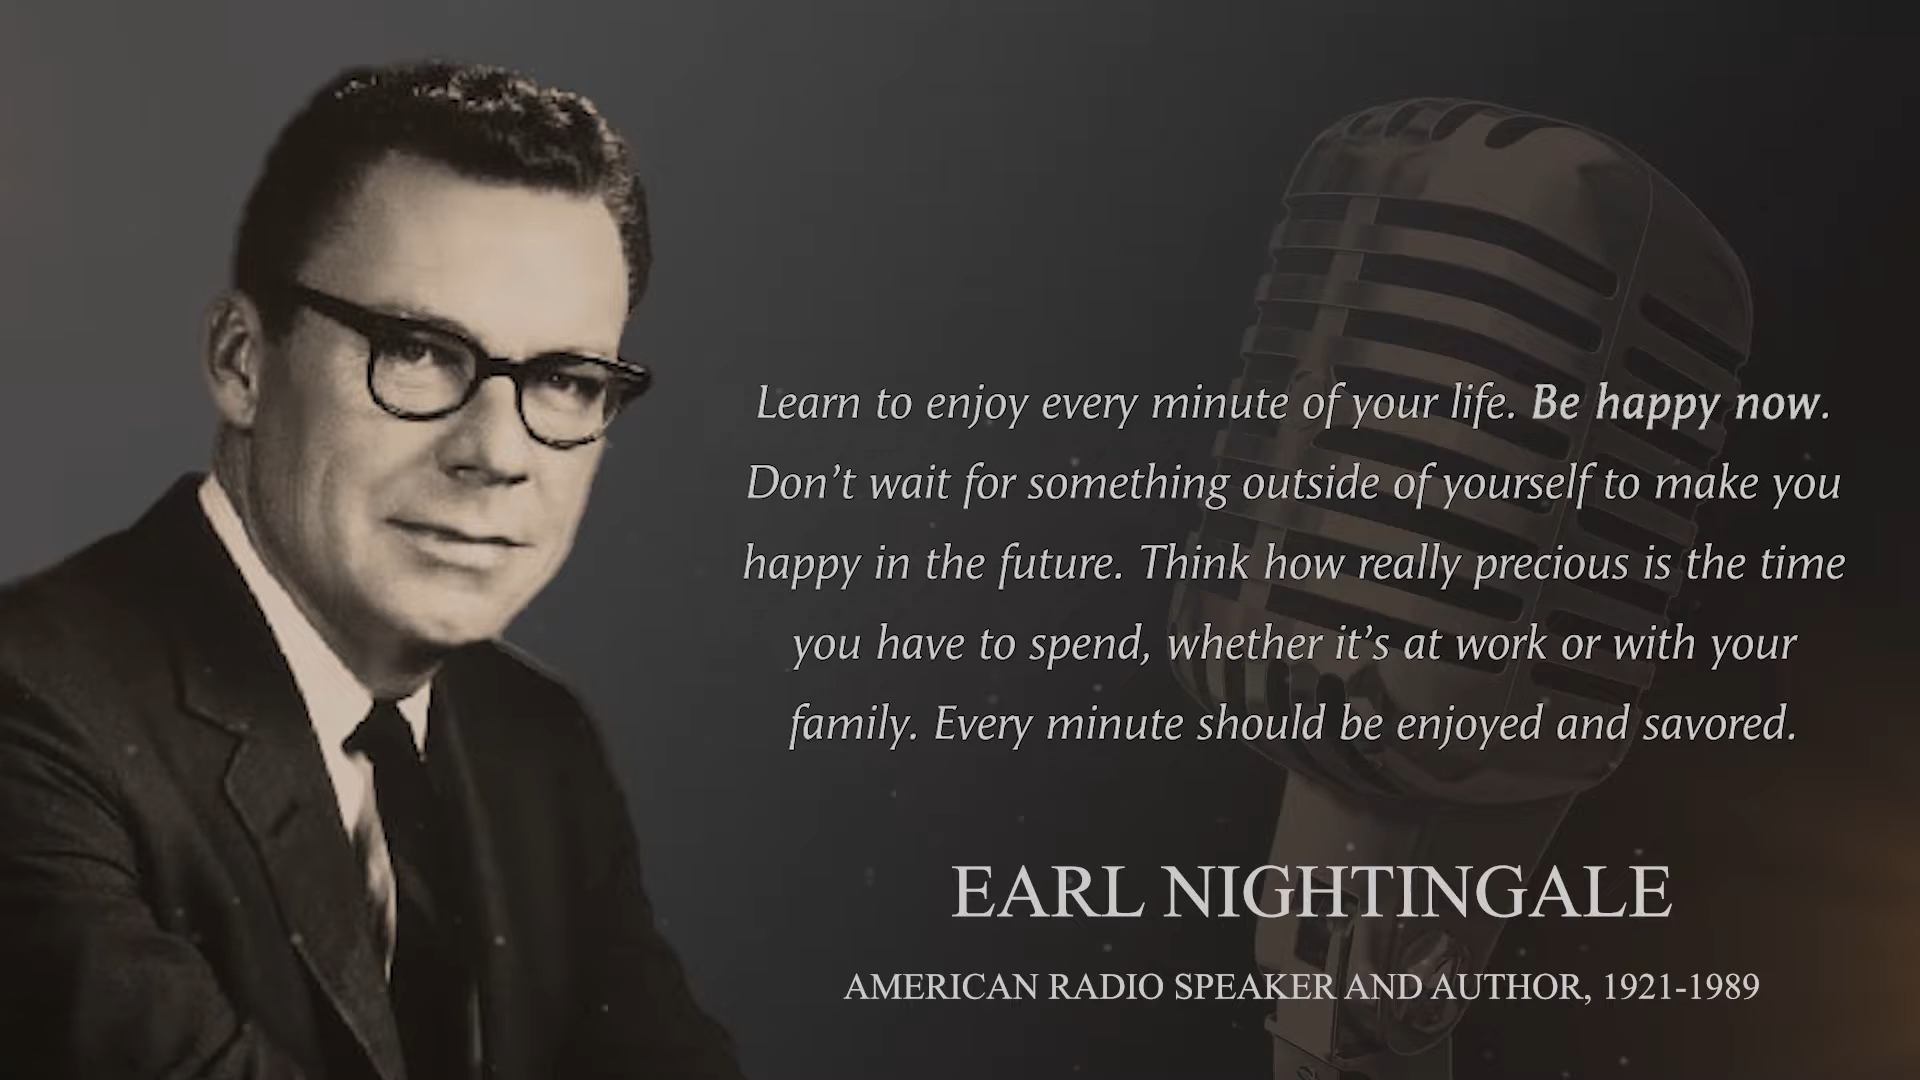 Learn to enjoy every minute of your life. Be happy now.
Don’t wait for something outside of yourself to make you
happy in the future. Think how really precious is the time
you have to spend, whether it’s at work or with your
family. Every minute should be enjoyed and savored.
EARL NIGHTINGALE
AMERICAN RADIO SPEAKER AND AUTHOR, 1921-1989